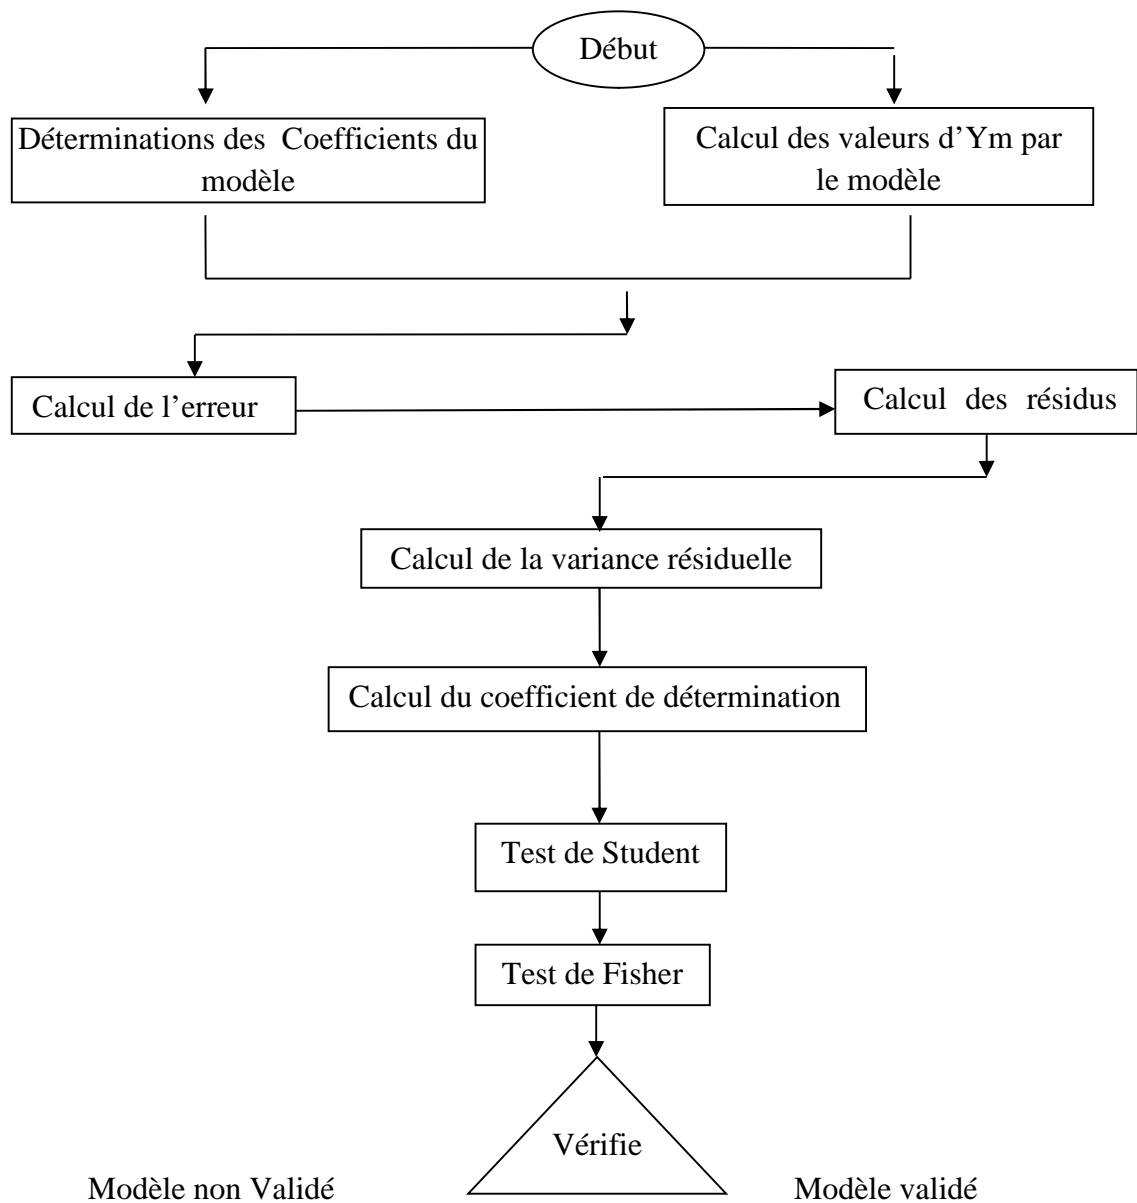 Début
Déterminations des Coefficients du
modèle
Calcul des valeurs d’Ym par
le modèle
Calcul de l’erreur
Calcul des résidus
Calcul de la variance résiduelle
Calcul du coefficient de détermination
Test de Student
Test de Fisher
Vérifie
Modèle non Validé
Modèle validé